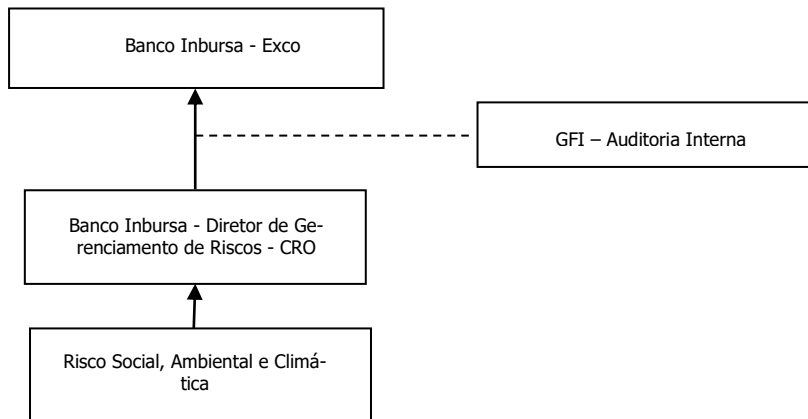 Banco Inbursa - Exco
GFI – Auditoria Interna
Banco Inbursa - Diretor de Ge-
renciamento de Riscos - CRO
Risco Social, Ambiental e Climá-
tica